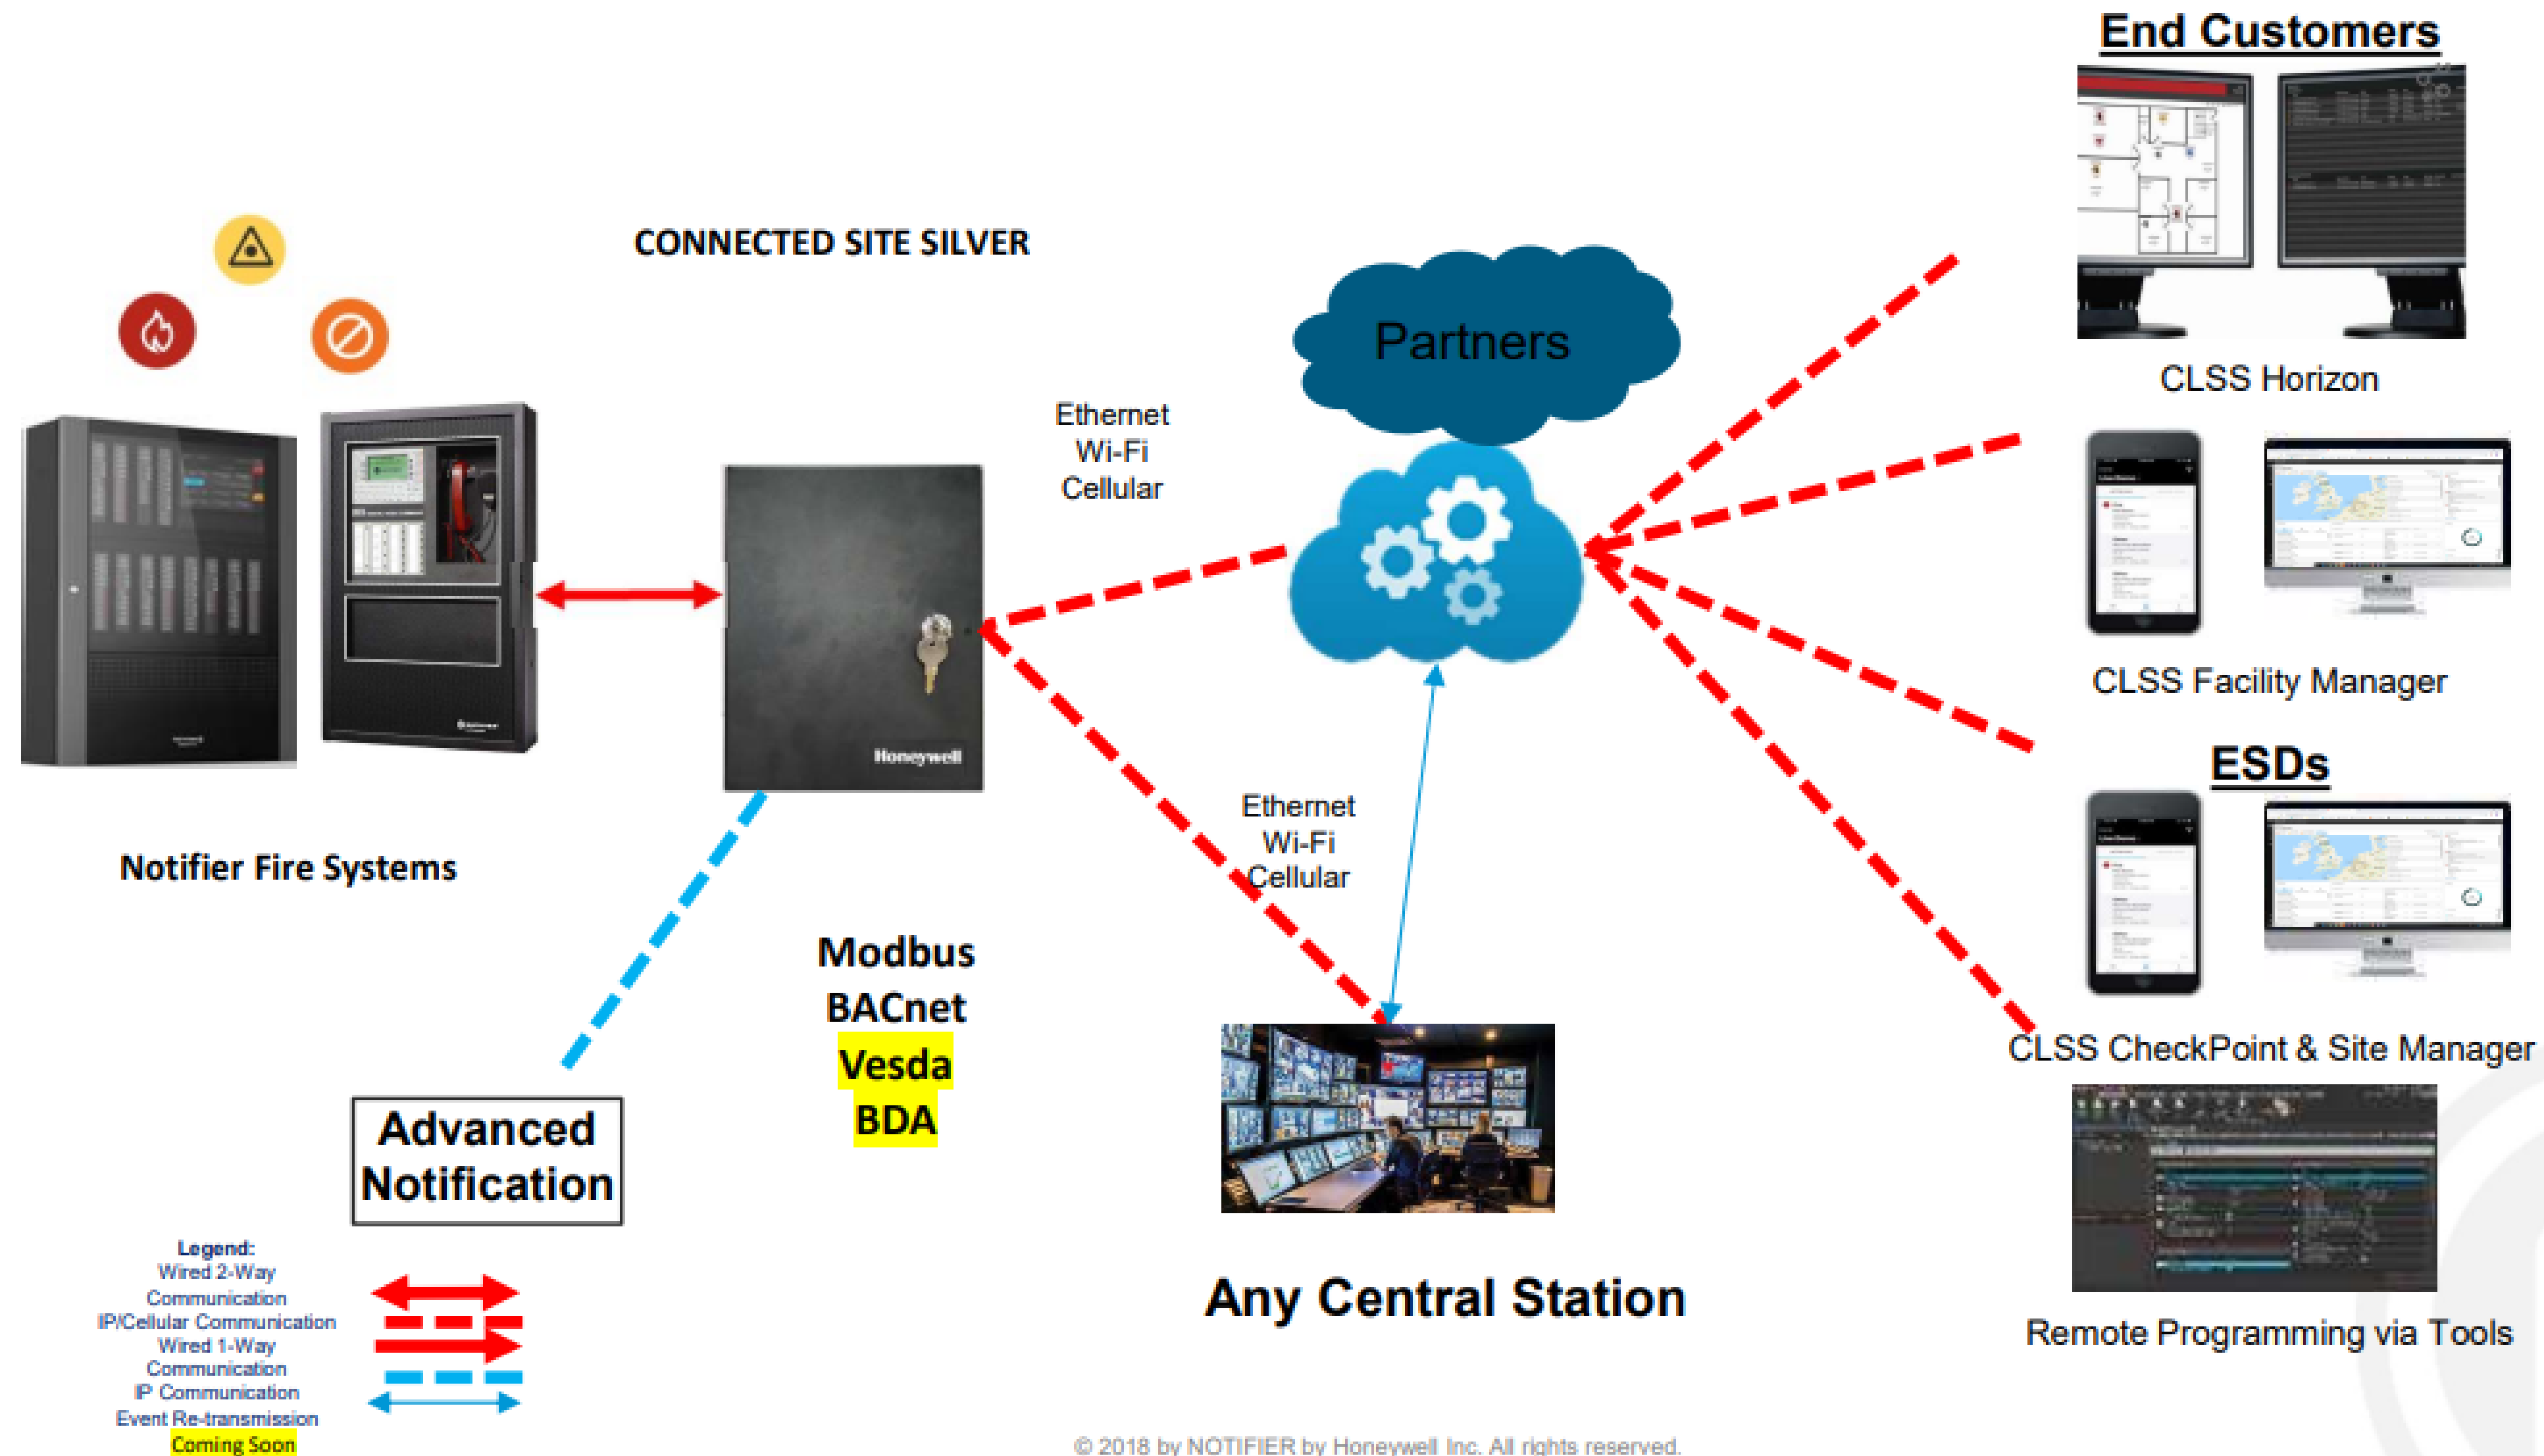 End Customers
CONNECTED SITE SILVER
Partners
CLSS Horizon
Ethernet
Wi-Fi
Cellular
Honeywell
CLSS Facility Manager
ESDs
Ethernet
Wi-Fi
Cellular
Notifier Fire Systems
Modbus
BACnet
Vesda
BDA
CLSS CheckPoint & Site Manager
Advanced
Notification
Any Central Station
Remote Programming via Tools
Legend:
Wired 2-Way
Communication
IP/Cellular Communication
Wired 1-Way
Communication
IP Communication
Event Re-transmission
Coming Soon
© 2018 by NOTIFIER by Honeywell Inc. All rights reserved.